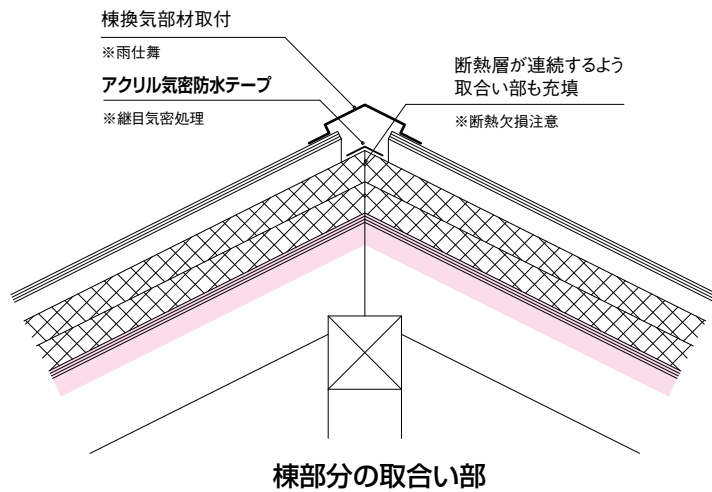 棟換気部材取付
※雨仕舞
アクリル気密防水テープ
※継目気密処理
断熱層が連続するよう
取合い部も充填
※断熱欠損注意
棟部分の取合い部